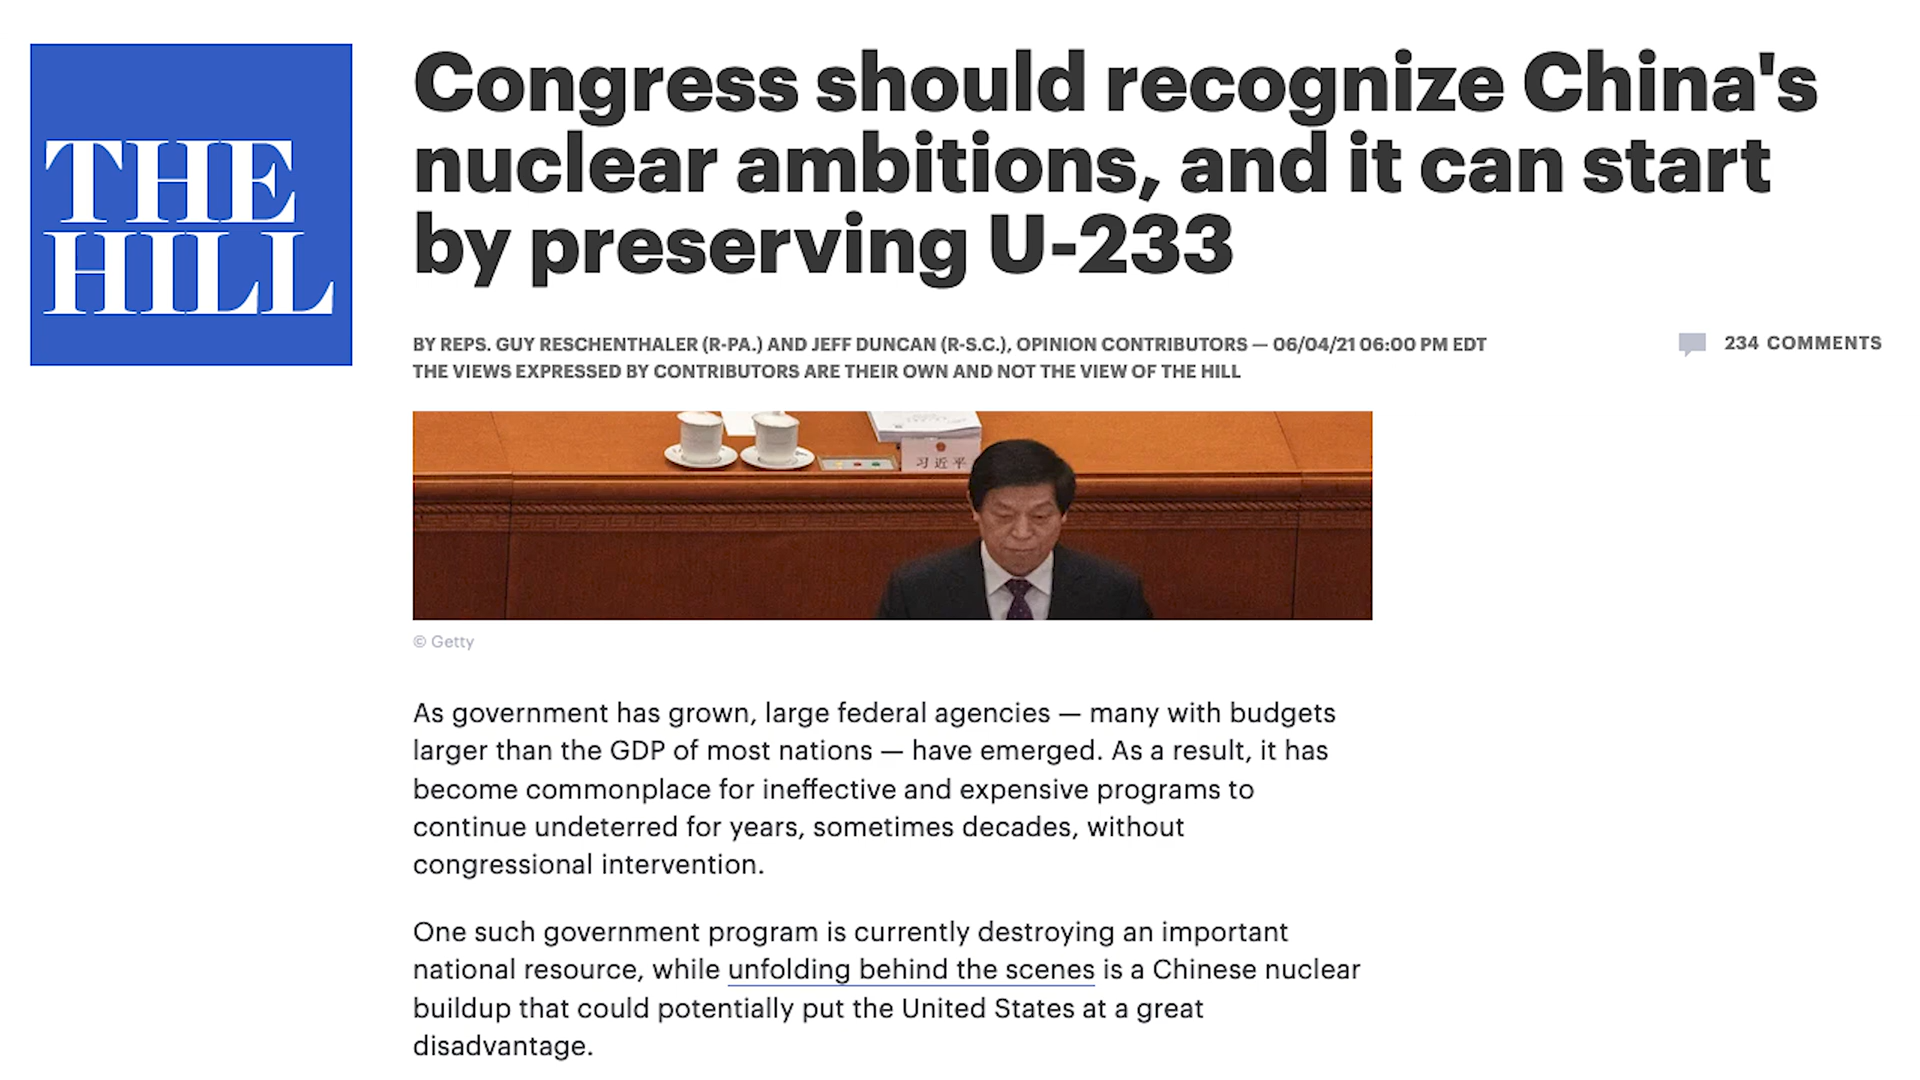 THE
HILL
Congress should recognize China's
nuclear ambitions, and it can start
by preserving U-233
BY REPS. GUY RESCHENTHALER (R-PA.) AND JEFF DUNCAN (R-S.C.), OPINION CONTRIBUTORS — 06/04/21 06:00 PM EDT
THE VIEWS EXPRESSED BY CONTRIBUTORS ARE THEIR OWN AND NOT THE VIEW OF THE HILL
234 COMMENTS
习近平
© Getty
As government has grown, large federal agencies — many with budgets
larger than the GDP of most nations — have emerged. As a result, it has
become commonplace for ineffective and expensive programs to
continue undeterred for years, sometimes decades, without
congressional intervention.
One such government program is currently destroying an important
national resource, while unfolding behind the scenes is a Chinese nuclear
buildup that could potentially put the United States at a great
disadvantage.